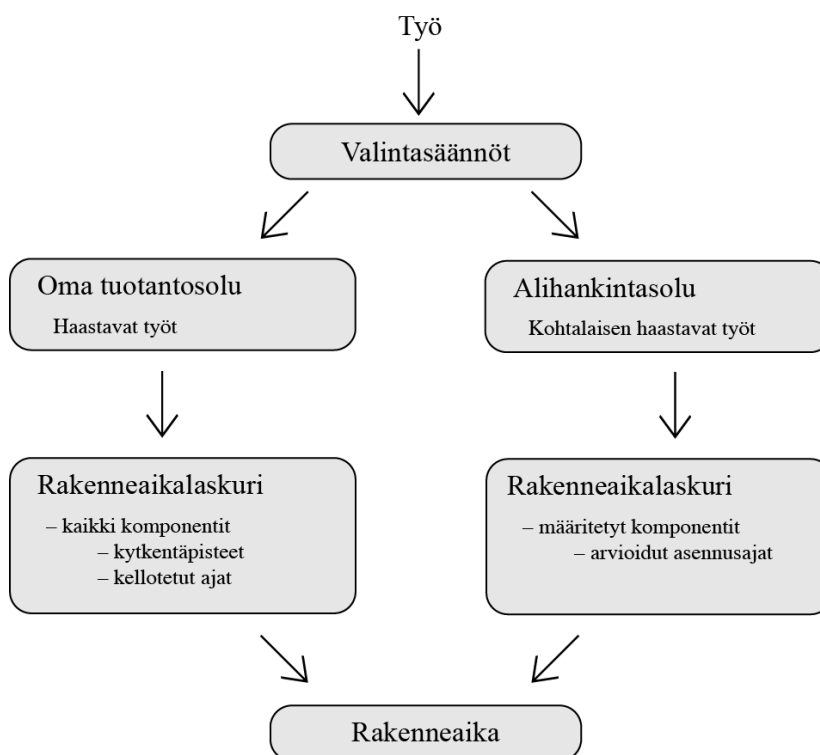 Työ
Valintasäännöt
Oma tuotantosolu
Haastavat työt
Alihankintasolu
Kohtalaisen haastavat työt
Rakenneaikalaskuri
– kaikki komponentit
– kytkentäpisteet
– kellotetut ajat
Rakenneaikalaskuri
– määritetyt komponentit
– arvioidut asennusajat
Rakenneaika